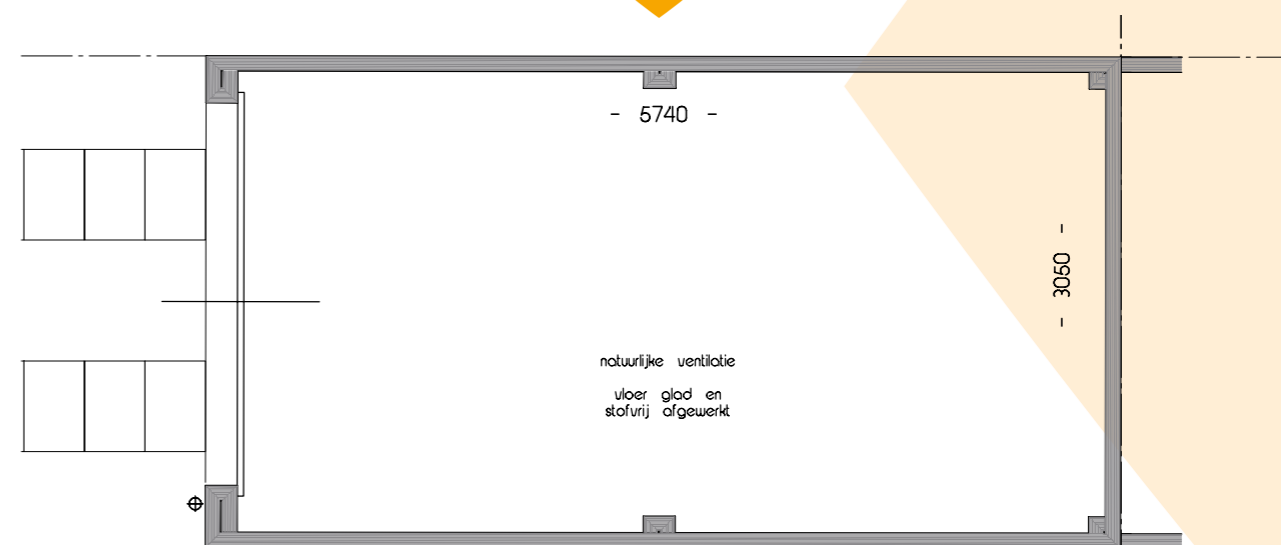 - 5740 -
- 3050 -
natuurlijke ventilatie
vloer glad en
stofvrij afgewerkt